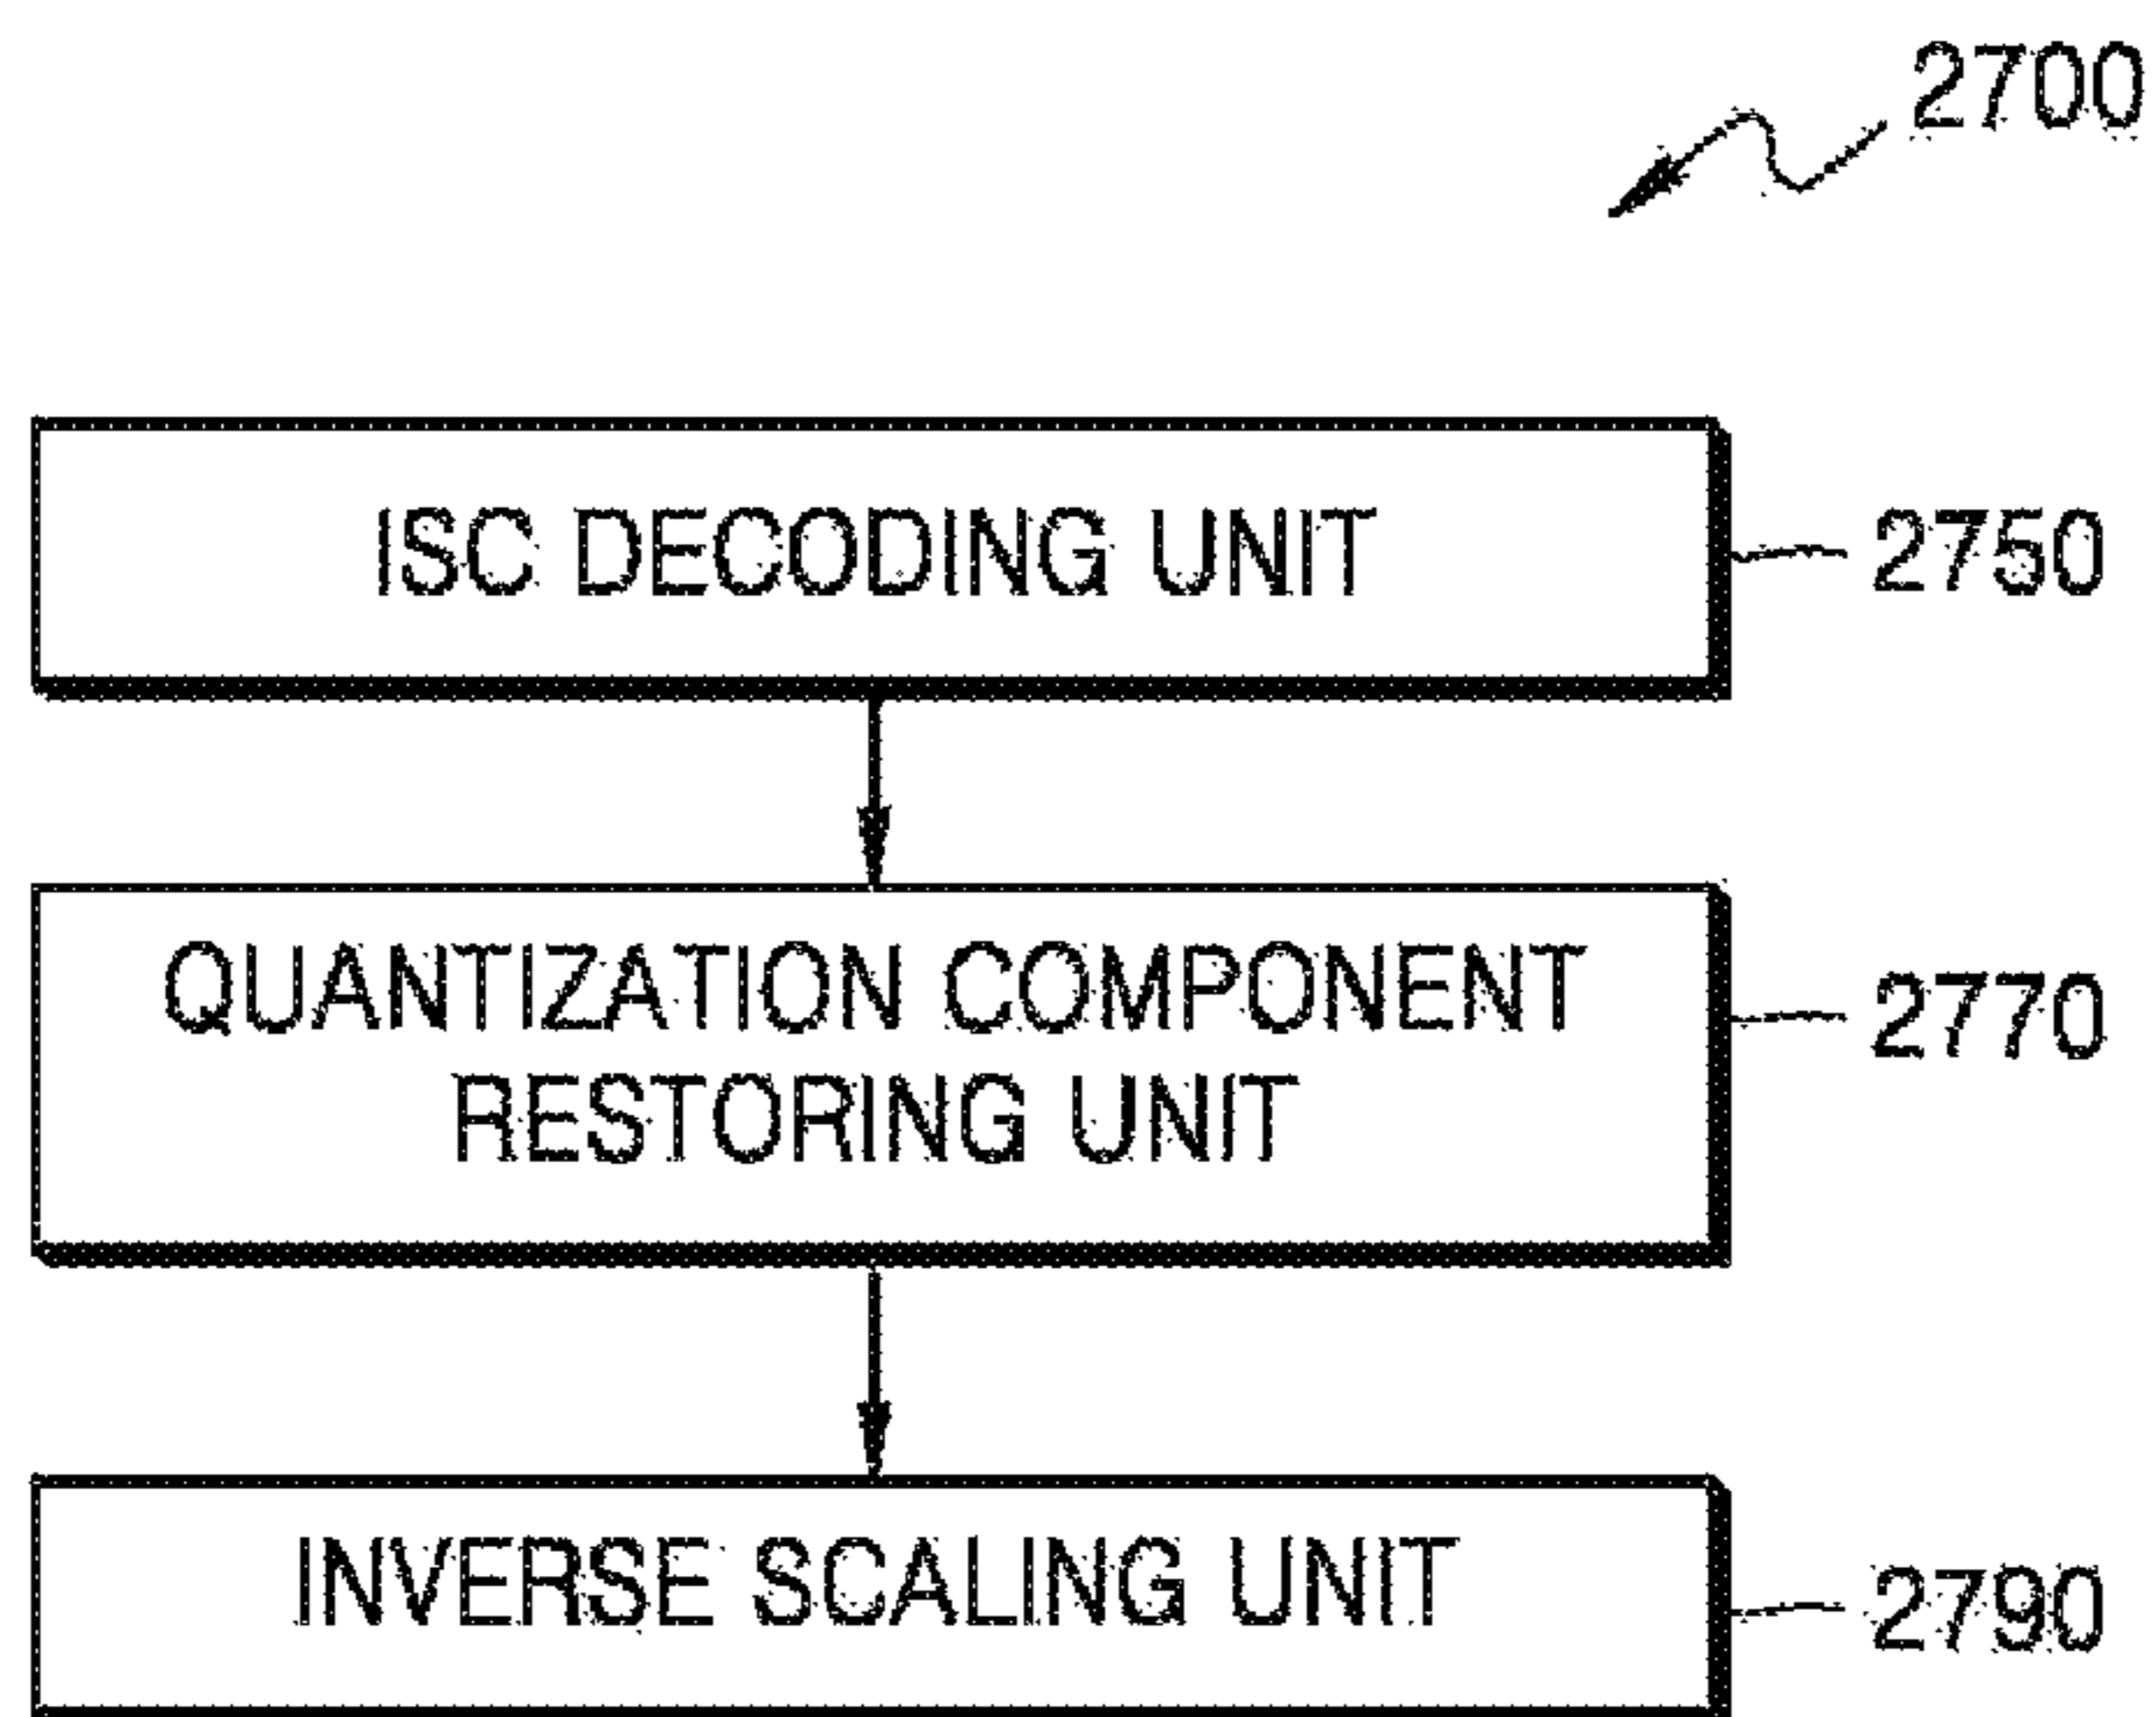 2700
ISC DECODING UNIT
2750
QUANTIZATION COMPONENT
RESTORING UNIT
2770
INVERSE SCALING UNIT
2790